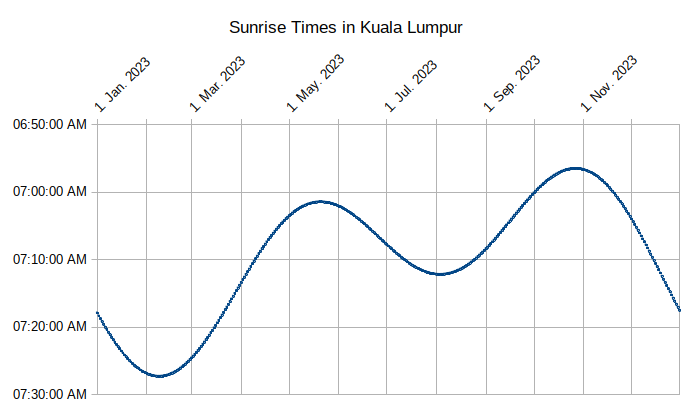 Sunrise Times in Kuala Lumpur
1. Jan. 2023
1. Mar. 2023
1. May. 2023
1. Jul. 2023
1. Sep. 2023
1. Nov. 2023
06:50:00 AM
07:00:00 AM
07:10:00 AM
07:20:00 AM
07:30:00 AM